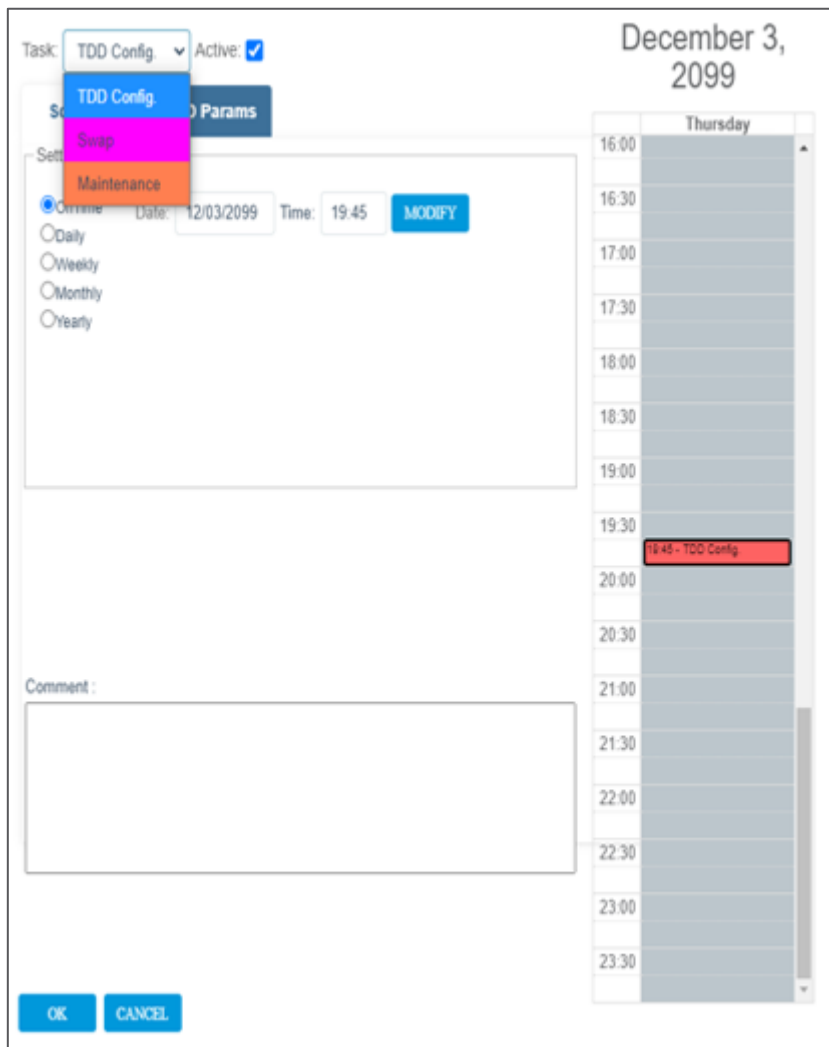 Task: TDD Config. Active:
TDD Config.
Swap
Maintenance
Params
Sett
OnTime Date: 12/03/2099 Time: 19:45 MODIFY
Daily
Weekly
Monthly
Yearly
Comment :
OK CANCEL
December 3,
2099
Thursday
16:00
16:30
17:00
17:30
18:00
18:30
19:00
19:30
19:45 - TDD Config.
20:00
20:30
21:00
21:30
22:00
22:30
23:00
23:30